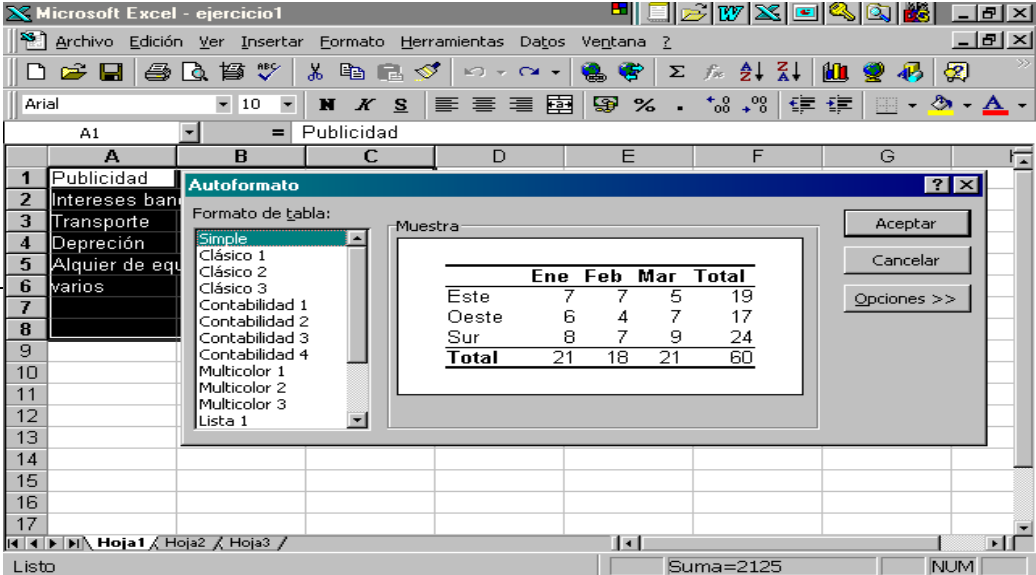 Microsoft Excel - ejercicio1
Archivo Edición Ver Insertar Formato Herramientas Datos Ventana ?
Arial 10 N K S % .
A1 = Publicidad
A B C D E F G
1 Publicidad
2 Intereses ban
3 Transporte
4 Depreción
5 Alquier de equ
6 varios
7
8
9
10
11
12
13
14
15
16
17
Autoformato
Formato de tabla:
Simple
Clásico 1
Clásico 2
Clásico 3
Contabilidad 1
Contabilidad 2
Contabilidad 3
Contabilidad 4
Multicolor 1
Multicolor 2
Multicolor 3
Lista 1
Muestra
Ene Feb Mar Total
Este 7 7 5 19
Oeste 6 4 7 17
Sur 8 7 9 24
Total 21 18 21 60
Aceptar
Cancelar
Opciones >>
Hoja1 Hoja2 Hoja3
Listo Suma=2125 NUM